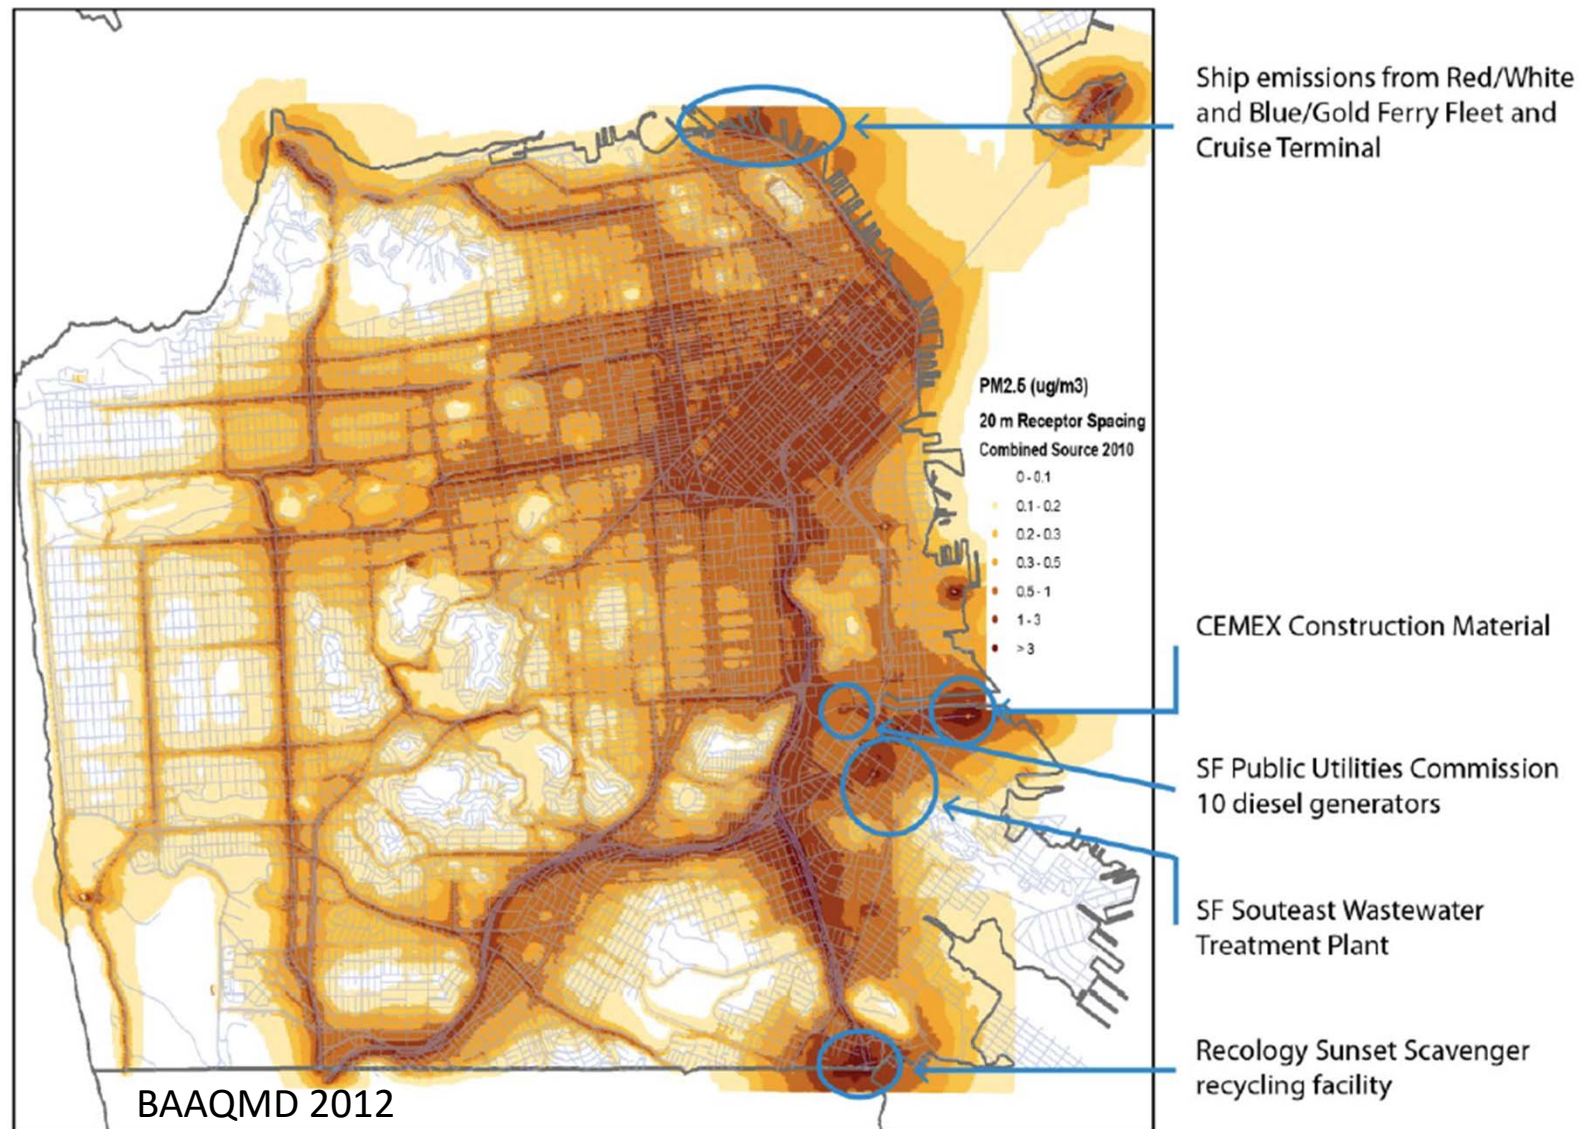 Ship emissions from Red/White
and Blue/Gold Ferry Fleet and
Cruise Terminal
PM2.5 (ug/m3)
20 m Receptor Spacing
Combined Source 2010
0 - 0.1
0.1 - 0.2
0.2 - 0.3
0.3 - 0.5
0.5 - 1
1 - 3
> 3
CEMEX Construction Material
SF Public Utilities Commission
10 diesel generators
SF Souteast Wastewater
Treatment Plant
Recology Sunset Scavenger
recycling facility
BAAQMD 2012